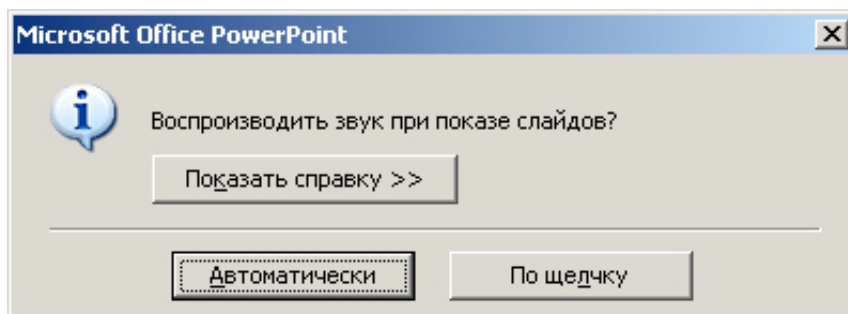 Microsoft Office PowerPoint
Воспроизводить звук при показе слайдов?
Показать справку >>
Автоматически
По щелчку